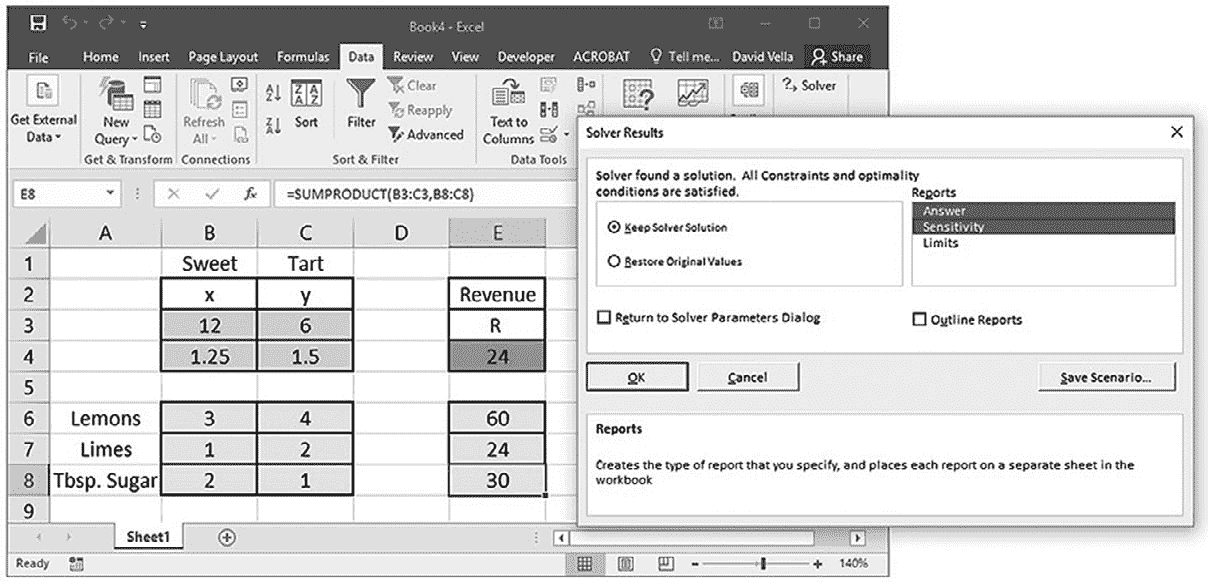 Book4 - Excel
File Home Insert Page Layout Formulas Data Review View Developer ACROBAT Tell me... David Vella Share
Get External Data
New Query
Refresh All
Sort
Filter
Clear
Reapply
Advanced
Text to Columns
Solver
Get & Transform Connections Sort & Filter Data Tools
E8 fx =SUMPRODUCT(B3:C3,B8:C8)
A B C D E
1 Sweet Tart
2 x y Revenue
3 12 6 R
4 1.25 1.5 24
5
6 Lemons 3 4 60
7 Limes 1 2 24
8 Tbsp. Sugar 2 1 30
9
Sheet1
Ready 140%
Solver Results
Solver found a solution. All Constraints and optimality
conditions are satisfied.
Reports
Answer
Sensitivity
Limits
Keep Solver Solution
Restore Original Values
Return to Solver Parameters Dialog
Outline Reports
OK Cancel Save Scenario...
Reports
Creates the type of report that you specify, and places each report on a separate sheet in the
workbook